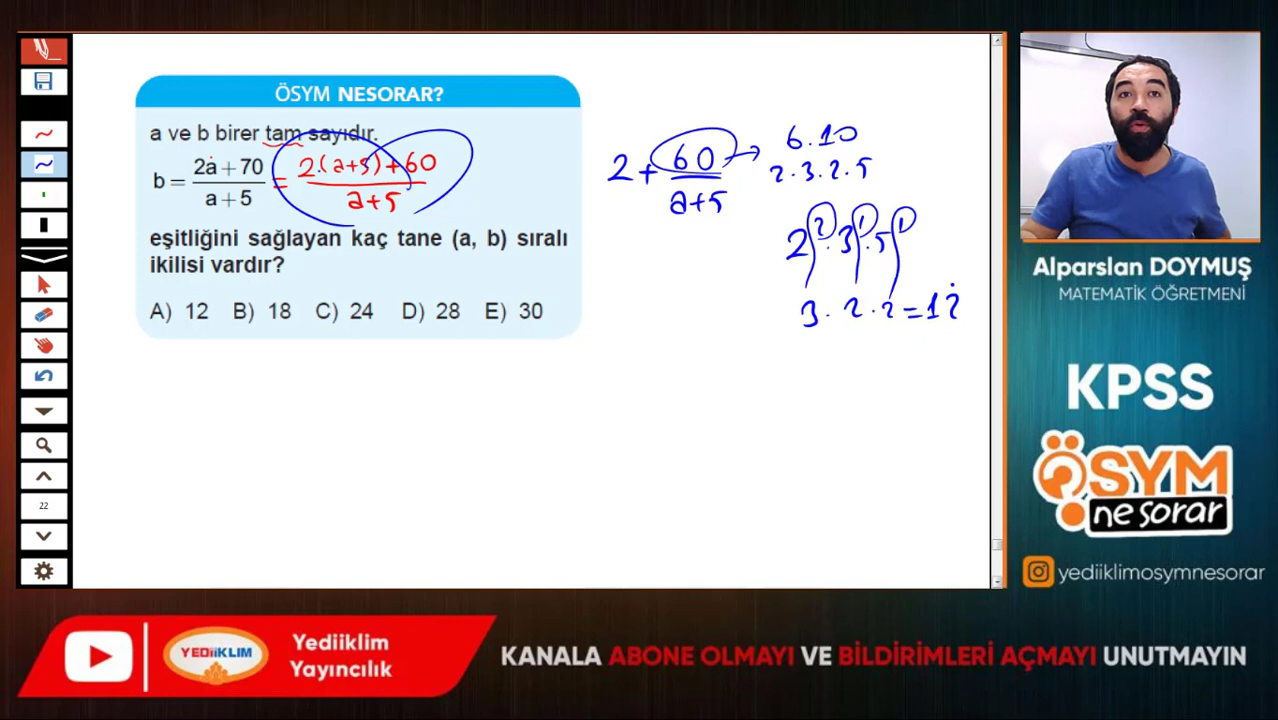 ÖSYM NESORAR?
a ve b birer tam sayıdır.
b = 2a + 70 / a + 5 = 2.(a+5)+60 / a+5
eşitliğini sağlayan kaç tane (a, b) sıralı
ikilisi vardır?
A) 12 B) 18 C) 24 D) 28 E) 30
2 + 60 / a+5 → 6.10
2.3.2.5
2².3¹.5¹
3.2.2=12
22
Alparslan DOYMUŞ
MATEMATİK ÖĞRETMENİ
KPSS
ÖSYM
ne sorar
yediiklimosymnesorar
YEDiiKLİM
Yediiklim
Yayıncılık
KANALA ABONE OLMAYI VE BİLDİRİMLERİ AÇMAYI UNUTMAYIN